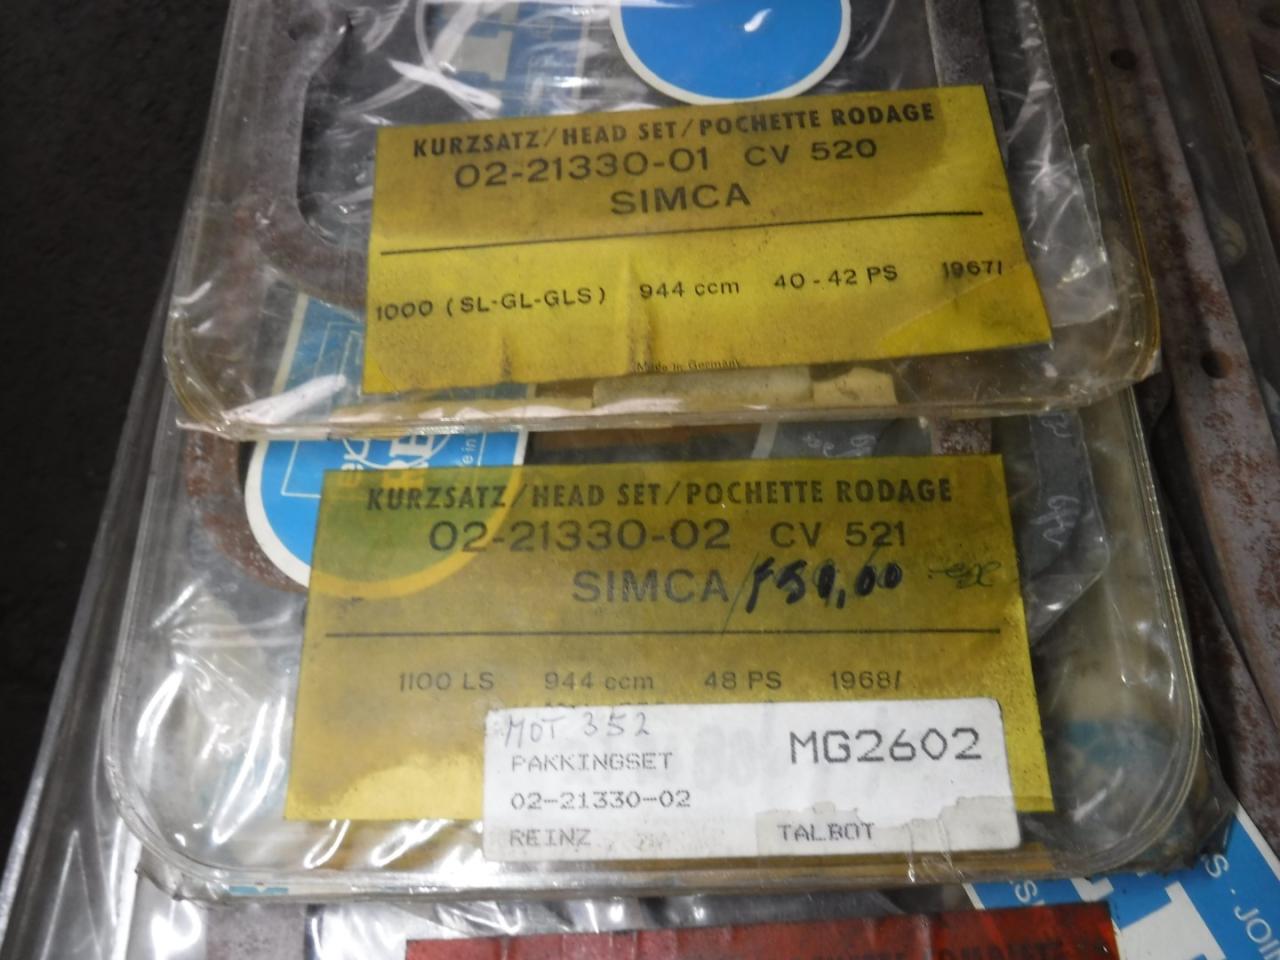 KURZSATZ/HEAD SET/POCHETTE RODAGE
02-21330-01 CV 520
SIMCA
1000 (SL-GL-GLS) 944 ccm 40-42 PS 1967/
Made in Germany
KURZSATZ/HEAD SET/POCHETTE RODAGE
02-21330-02 CV 521
SIMCA f59,00
1100 LS 944 ccm 48 PS 1968/
MOT 352
MG2602
PAKKINGSET
02-21330-02
REINZ TALBOT